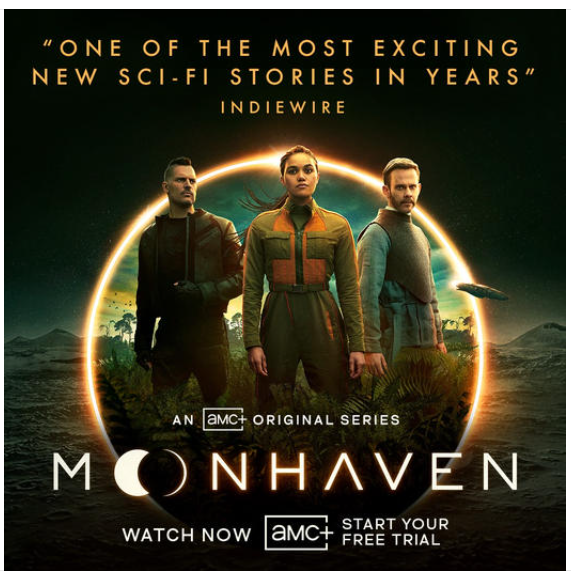 “ONE OF THE MOST EXCITING
NEW SCI-FI STORIES IN YEARS”
INDIEWIRE
AN amc+ ORIGINAL SERIES
MOONHAVEN
WATCH NOW amc+ START YOUR
FREE TRIAL